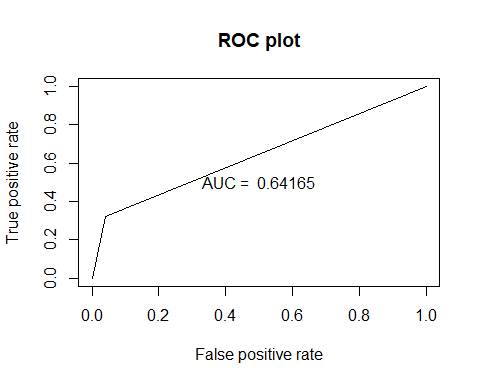 ROC plot
True positive rate
1.0
0.8
0.6
0.4
0.2
0.0
AUC = 0.64165
0.0 0.2 0.4 0.6 0.8 1.0
False positive rate